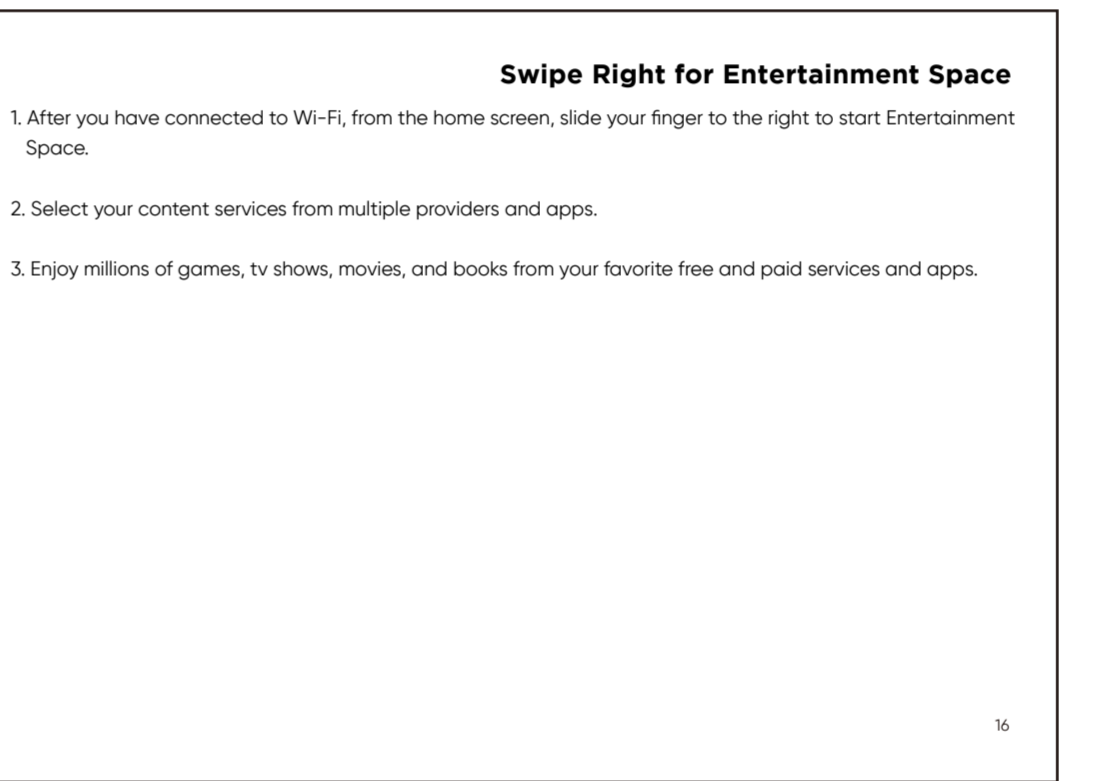 Swipe Right for Entertainment Space
1. After you have connected to Wi-Fi, from the home screen, slide your finger to the right to start Entertainment
Space.
2. Select your content services from multiple providers and apps.
3. Enjoy millions of games, tv shows, movies, and books from your favorite free and paid services and apps.
16